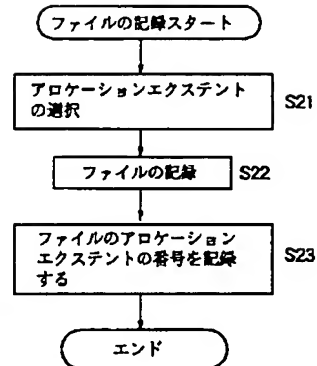 ファイルの記録スタート
アロケーションエクステント
の選択
S21
ファイルの記録
S22
ファイルのアロケーション
エクステントの番号を記録
する
S23
エンド